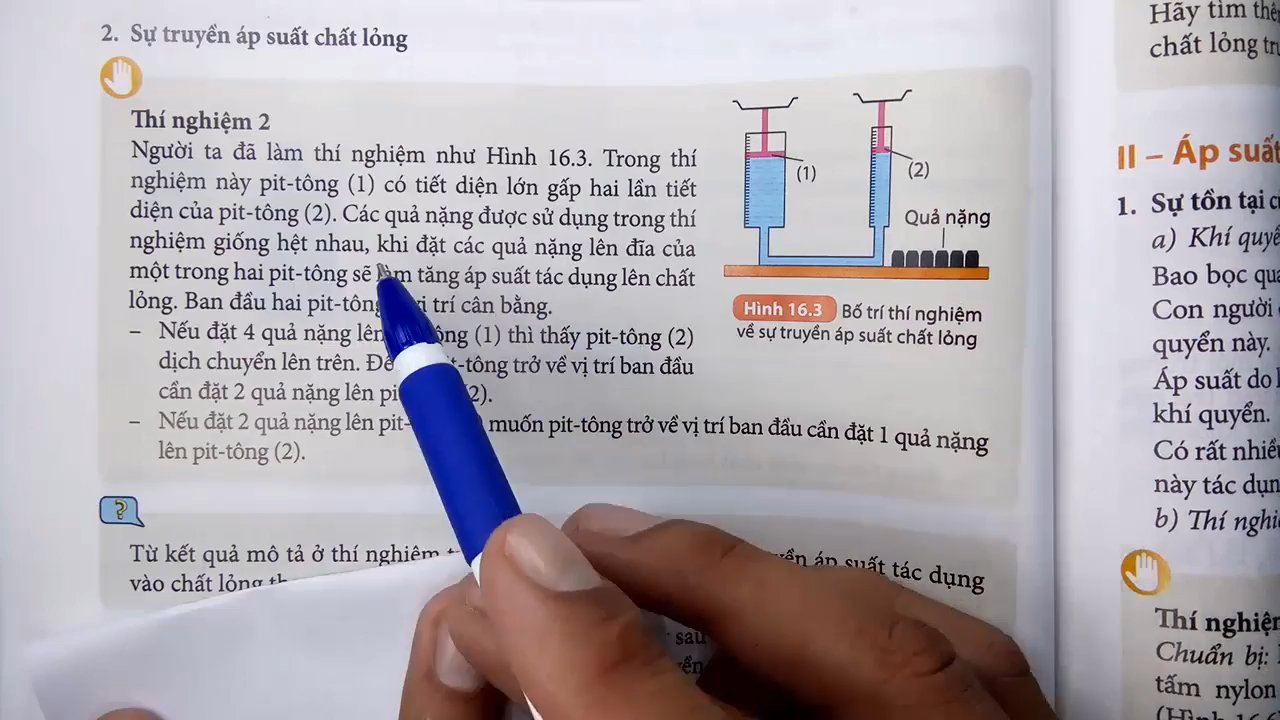 2. Sự truyền áp suất chất lỏng
Thí nghiệm 2
Người ta đã làm thí nghiệm như Hình 16.3. Trong thí
nghiệm này pit-tông (1) có tiết diện lớn gấp hai lần tiết
diện của pit-tông (2). Các quả nặng được sử dụng trong thí
nghiệm giống hệt nhau, khi đặt các quả nặng lên đĩa của
một trong hai pit-tông sẽ làm tăng áp suất tác dụng lên chất
lỏng. Ban đầu hai pit-tông vị trí cân bằng.
– Nếu đặt 4 quả nặng lên (1) thì thấy pit-tông (2)
dịch chuyển lên trên. Để -tông trở về vị trí ban đầu
cần đặt 2 quả nặng lên (2).
– Nếu đặt 2 quả nặng lên pit- muốn pit-tông trở về vị trí ban đầu cần đặt 1 quả nặng
lên pit-tông (2).
(1)
(2)
Quả nặng
Hình 16.3 Bố trí thí nghiệm
về sự truyền áp suất chất lỏng
?
Từ kết quả mô tả ở thí nghiệm áp suất tác dụng
vào chất lỏng
sau
Hãy tìm
chất lỏng
II – Áp suất
1. Sự tồn tại
a) Khí
Bao bọc
Con người
quyển này.
Áp suất do
khí quyển.
Có rất
này tác
b) Thí
Thí
Chuẩn bị:
tấm nylon